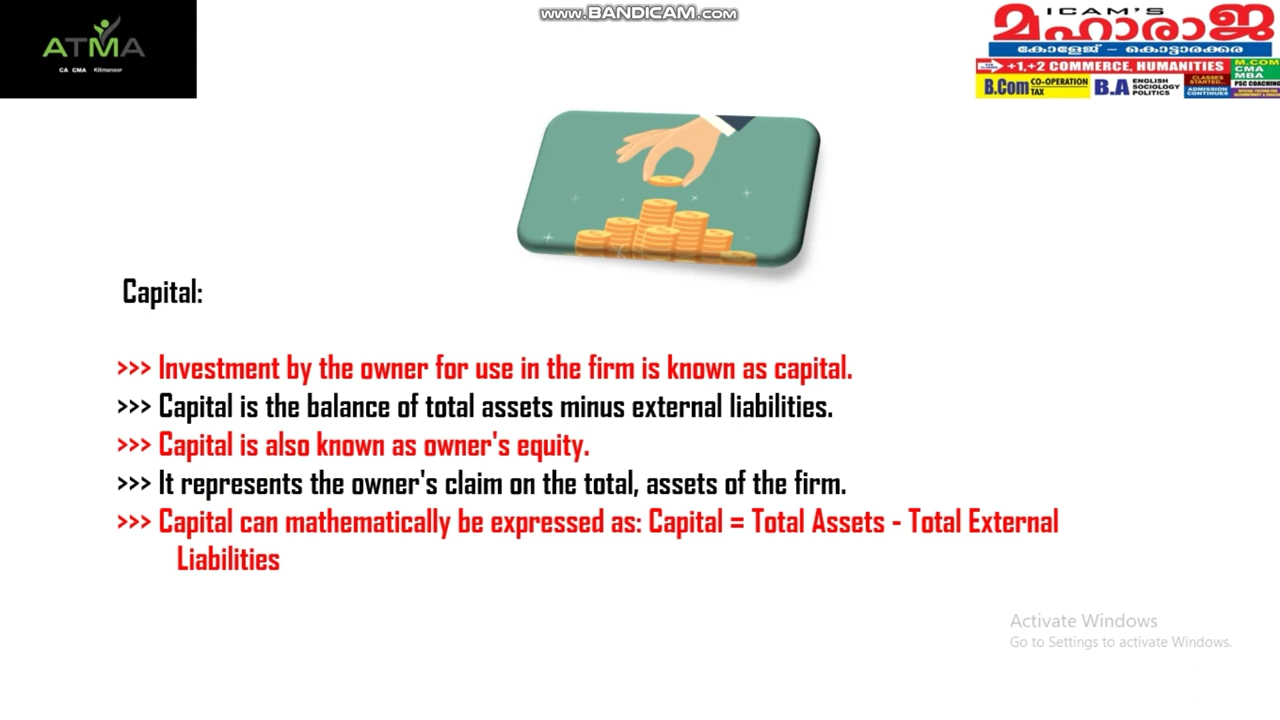 www.BANDICAM.com
ATMA
CA CMA Kilimanoor
ICAM'S
മഹാരാജ
കോളേജ് - കൊട്ടാരക്കര
+1,+2 COMMERCE, HUMANITIES
M.COM
CMA
MBA
PSC COACHING
B.Com CO-OPERATION
TAX
B.A ENGLISH
SOCIOLOGY
POLITICS
CLASSES
STARTED...
ADMISSION
CONTINUES
Capital:
>>> Investment by the owner for use in the firm is known as capital.
>>> Capital is the balance of total assets minus external liabilities.
>>> Capital is also known as owner's equity.
>>> It represents the owner's claim on the total, assets of the firm.
>>> Capital can mathematically be expressed as: Capital = Total Assets - Total External
Liabilities
Activate Windows
Go to Settings to activate Windows.